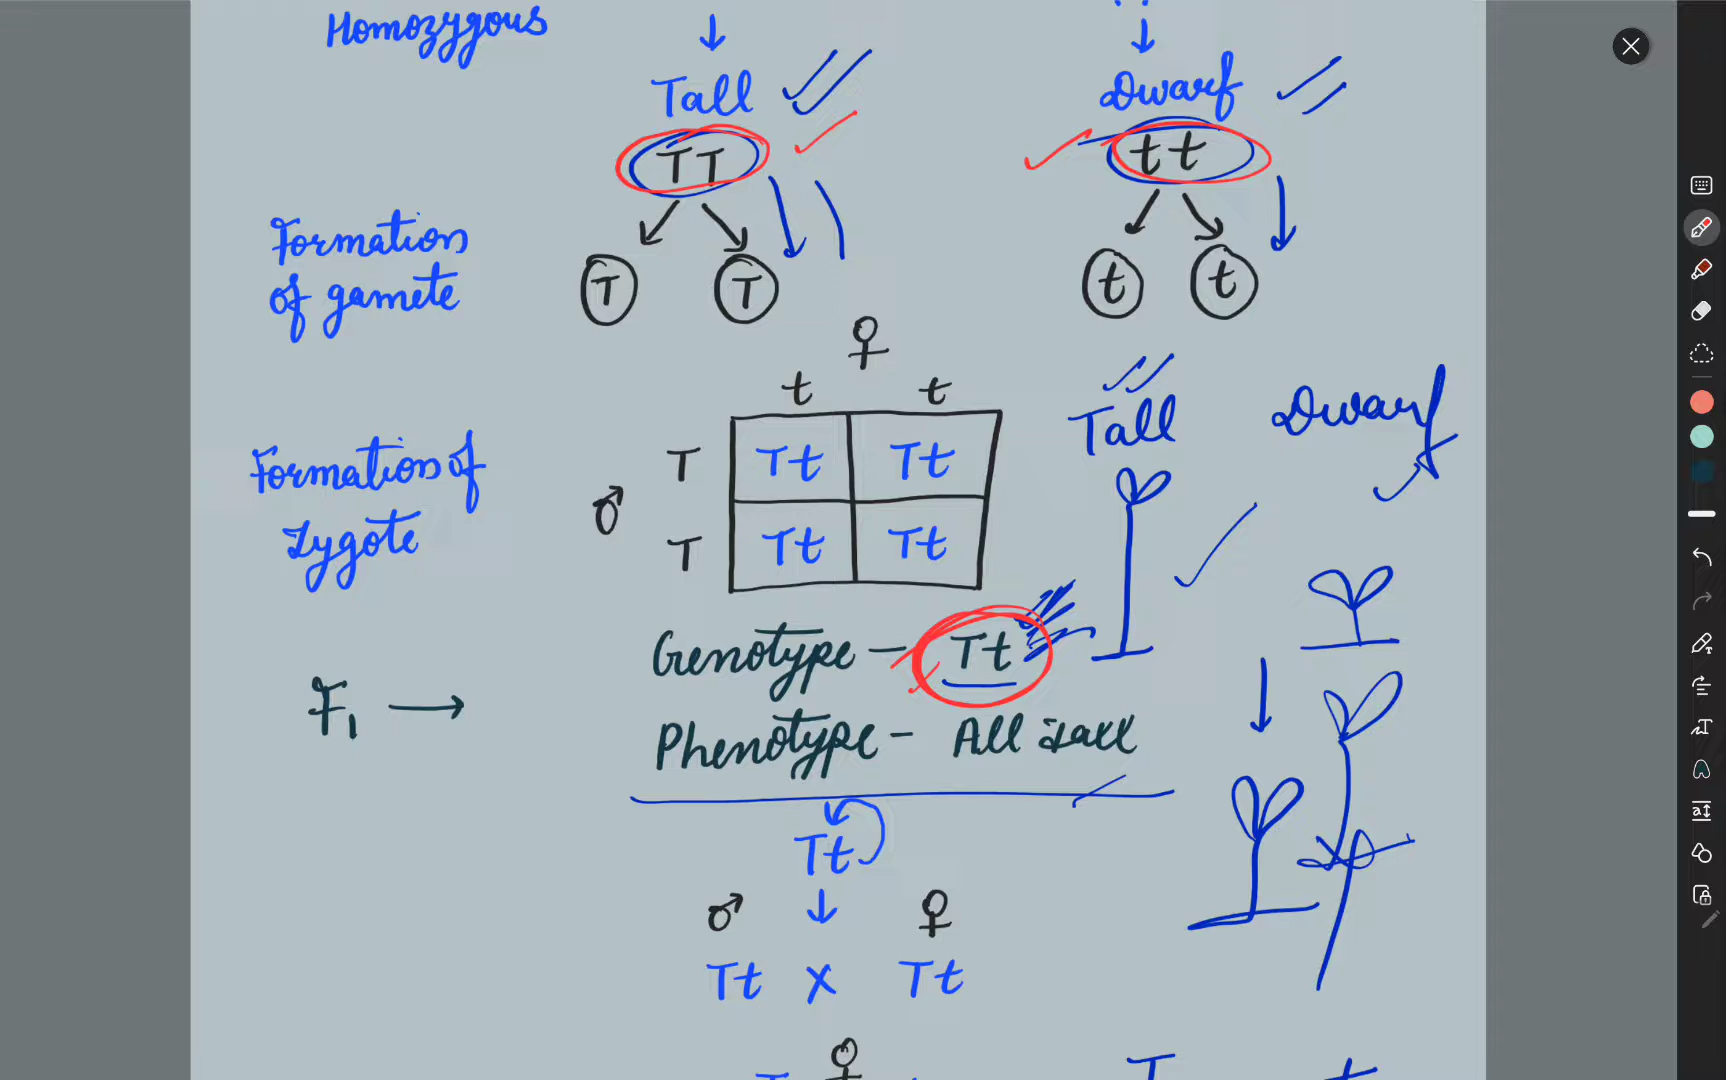 Homozygous
Tall
Dwarf
TT
tt
Formation
of gamete
T T
t t
♀
t t
Tall
Dwarf
Formation of
Zygote
♂
T Tt Tt
T Tt Tt
Genotype - Tt
F1 →
Phenotype - All Tall
Tt
♂ ♀
Tt X Tt
♀